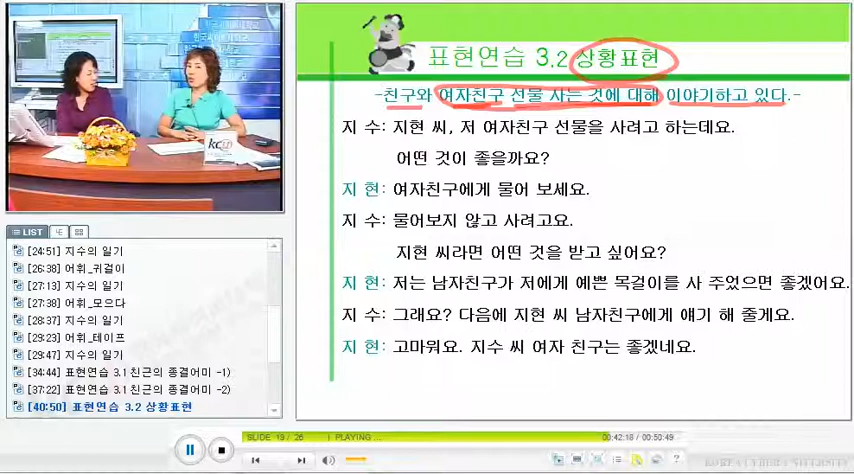 표현연습 3.2 상황표현
-친구와 여자친구 선물 사는 것에 대해 이야기하고 있다.-
지 수: 지현 씨, 저 여자친구 선물을 사려고 하는데요.
어떤 것이 좋을까요?
지 현: 여자친구에게 물어 보세요.
지 수: 물어보지 않고 사려고요.
지현 씨라면 어떤 것을 받고 싶어요?
지 현: 저는 남자친구가 저에게 예쁜 목걸이를 사 주었으면 좋겠어요.
지 수: 그래요? 다음에 지현 씨 남자친구에게 얘기 해 줄게요.
지 현: 고마워요. 지수 씨 여자 친구는 좋겠네요.
LIST
[24:51] 지수의 일기
[26:38] 어휘_귀걸이
[27:13] 지수의 일기
[27:38] 어휘_모으다
[28:37] 지수의 일기
[29:23] 어휘_테이프
[29:47] 지수의 일기
[34:44] 표현연습 3.1 친근의 종결어미 -1)
[37:22] 표현연습 3.1 친근의 종결어미 -2)
[40:50] 표현연습 3.2 상황표현
SLIDE 19 / 26 | PLAYING...
00:42:18 / 00:50:49
KOREA CYBER UNIVERSITY